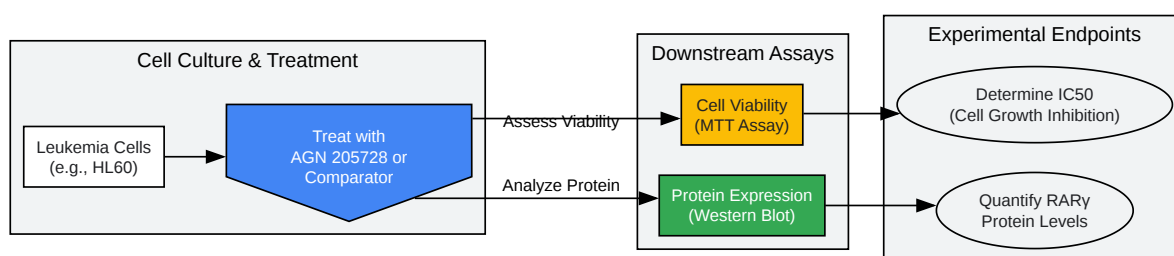 Cell Culture & Treatment
Leukemia Cells
(e.g., HL60)
Treat with
AGN 205728 or
Comparator
Assess Viability
Analyze Protein
Downstream Assays
Cell Viability
(MTT Assay)
Protein Expression
(Western Blot)
Experimental Endpoints
Determine IC50
(Cell Growth Inhibition)
Quantify RARγ
Protein Levels